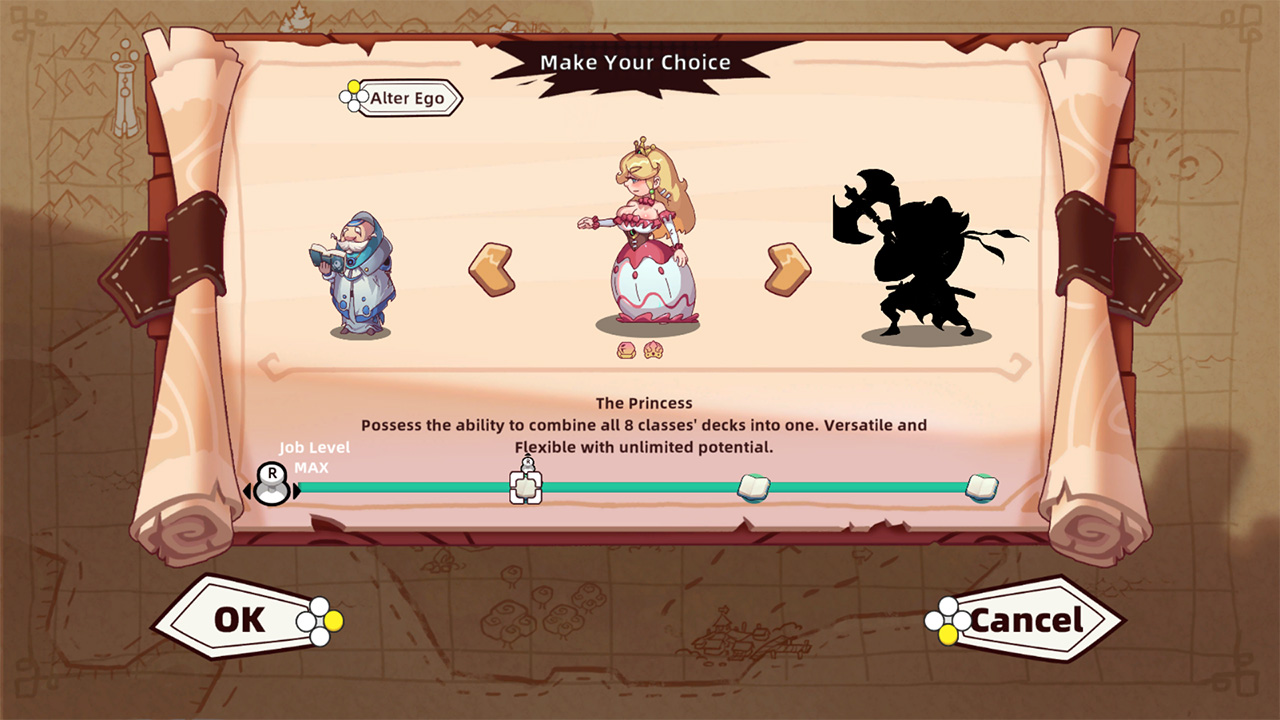 Make Your Choice
Alter Ego
The Princess
Possess the ability to combine all 8 classes' decks into one. Versatile and
Flexible with unlimited potential.
Job Level
MAX
R
R
OK
Cancel